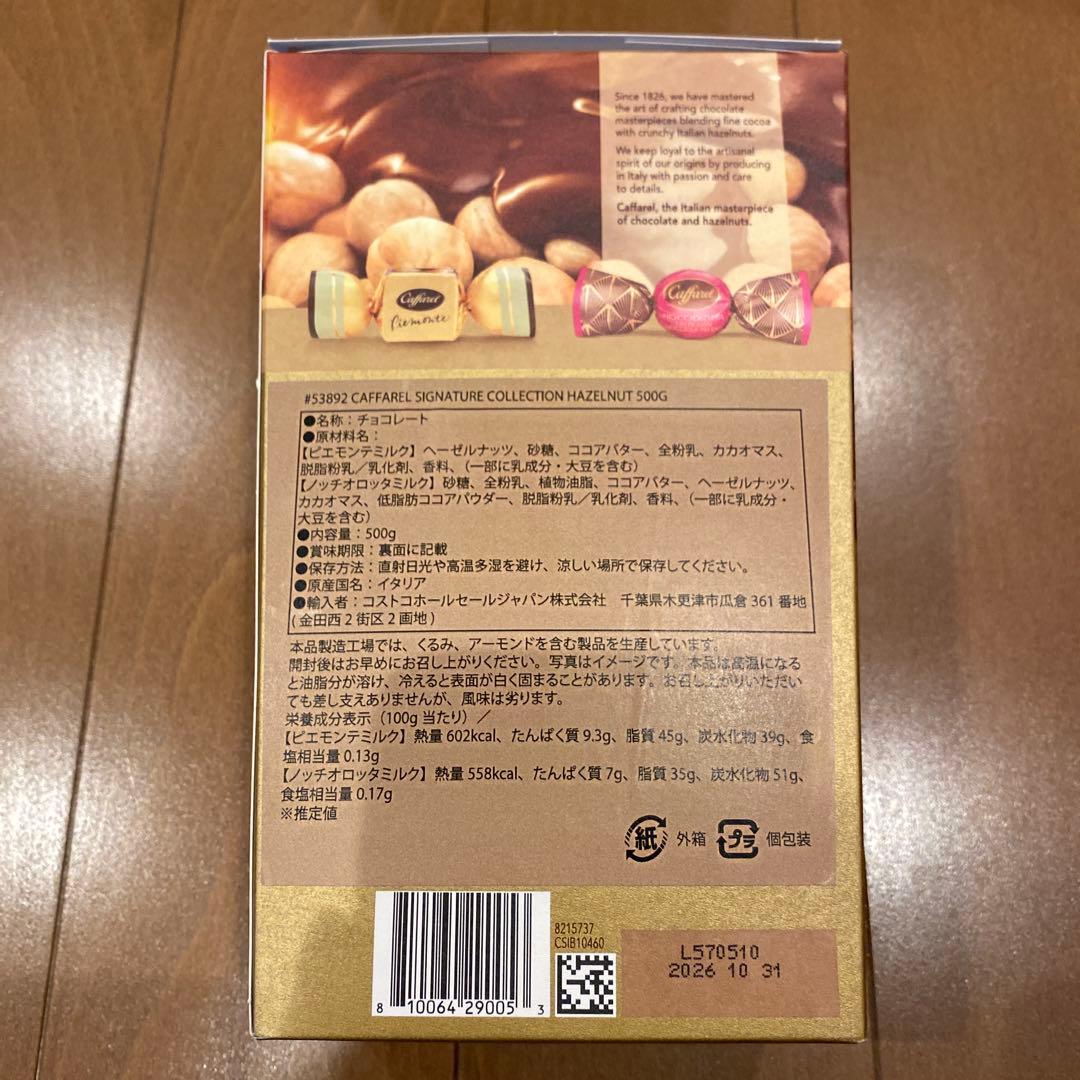 Since 1826, we have mastered
the art of crafting chocolate
masterpieces blending fine cocoa
with crunchy Italian hazelnuts.
We keep loyal to the artisanal
spirit of our origins by producing
in Italy with passion and care
to details.
Caffarel, the Italian masterpiece
of chocolate and hazelnuts.
Caffarel
Piemonte
Caffarel
#53892 CAFFAREL SIGNATURE COLLECTION HAZELNUT 500G
●名称：チョコレート
●原材料名：
【ピエモンテミルク】ヘーゼルナッツ、砂糖、ココアバター、全粉乳、カカオマス、
脱脂粉乳／乳化剤、香料、（一部に乳成分・大豆を含む）
【ノッチオロッタミルク】砂糖、全粉乳、植物油脂、ココアバター、ヘーゼルナッツ、
カカオマス、低脂肪ココアパウダー、脱脂粉乳／乳化剤、香料、（一部に乳成分・
大豆を含む）
●内容量：500g
●賞味期限：裏面に記載
●保存方法：直射日光や高温多湿を避け、涼しい場所で保存してください。
●原産国名：イタリア
●輸入者：コストコホールセールジャパン株式会社　千葉県木更津市瓜倉 361 番地
(金田西 2 街区 2 画地)
本品製造工場では、くるみ、アーモンドを含む製品を生産しています。
開封後はお早めにお召し上がりください。写真はイメージです。本品は高温になる
と油脂分が溶け、冷えると表面が白く固まることがあります。お召し上がりいただい
ても差し支えありませんが、風味は劣ります。
栄養成分表示（100g 当たり）／
【ピエモンテミルク】熱量 602kcal、たんぱく質 9.3g、脂質 45g、炭水化物 39g、食
塩相当量 0.13g
【ノッチオロッタミルク】熱量 558kcal、たんぱく質 7g、脂質 35g、炭水化物 51g、
食塩相当量 0.17g
※推定値
紙 外箱 プラ 個包装
8215737
CSIB10460
L570510
2026 10 31
8 10064 29005 3